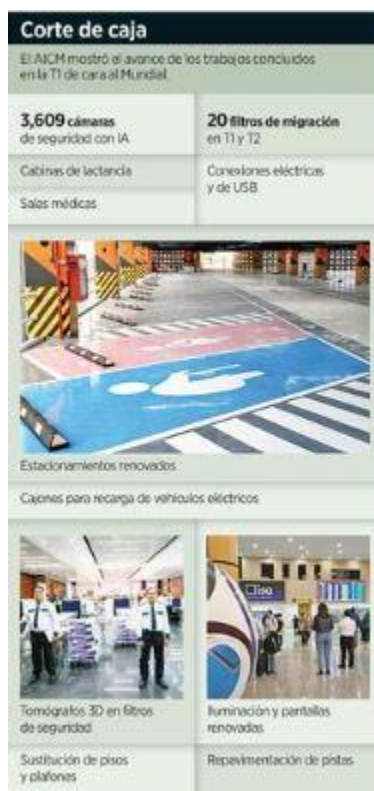 Corte de caja
El AICM mostró el avance de los trabajos concluidos
en la T1 de cara al Mundial.
3,609 cámaras
de seguridad con IA
20 filtros de migración
en T1 y T2
Cabinas de lactancia
Conexiones eléctricas
y de USB
Salas médicas
Estacionamientos renovados
Cajones para recarga de vehículos eléctricos
Tomógrafos 3D en filtros
de seguridad
Iluminación y pantallas
renovadas
Sustitución de pisos
y plafones
Repavimentación de pistas